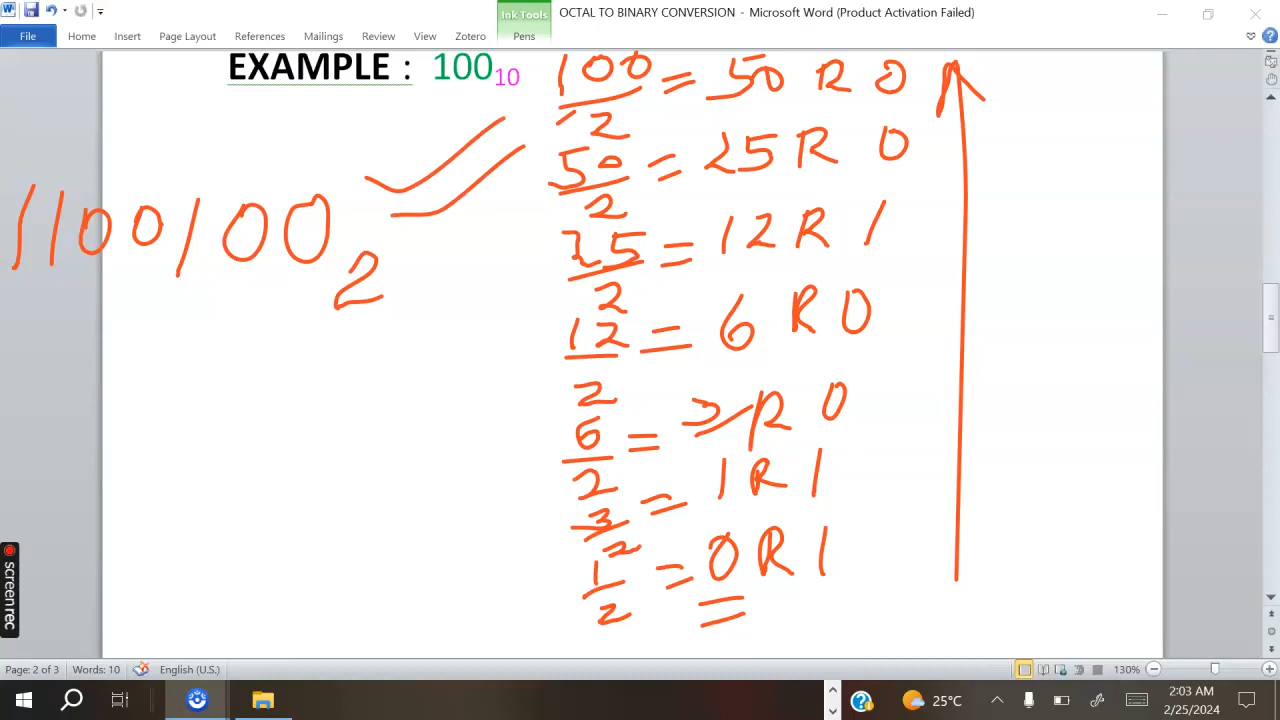 Ink Tools
OCTAL TO BINARY CONVERSION - Microsoft Word (Product Activation Failed)
File Home Insert Page Layout References Mailings Review View Zotero Pens
EXAMPLE : 100₁₀
100/2 = 50 R 0
50/2 = 25 R 0
25/2 = 12 R 1
1100100₂
12/2 = 6 R 0
6/2 = 3 R 0
3/2 = 1 R 1
1/2 = 0 R 1
screen rec
Page: 2 of 3 Words: 10 English (U.S.) 130%
25°C
2:03 AM
2/25/2024